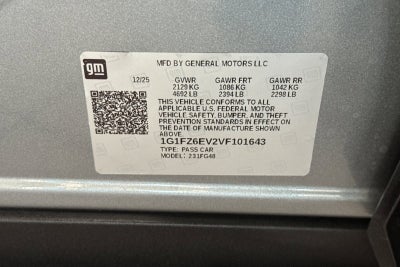 gm
MFD BY GENERAL MOTORS LLC
12/25 GVWR GAWR FRT GAWR RR
2129 KG 1086 KG 1042 KG
4692 LB 2394 LB 2298 LB
THIS VEHICLE CONFORMS TO ALL
APPLICABLE U.S. FEDERAL MOTOR
VEHICLE SAFETY, BUMPER, AND THEFT
PREVENTION STANDARDS IN EFFECT ON
THE DATE OF MANUFACTURE SHOWN
ABOVE.
1G1FZ6EV2VF101643
TYPE: PASS CAR
MODEL: 231FG48